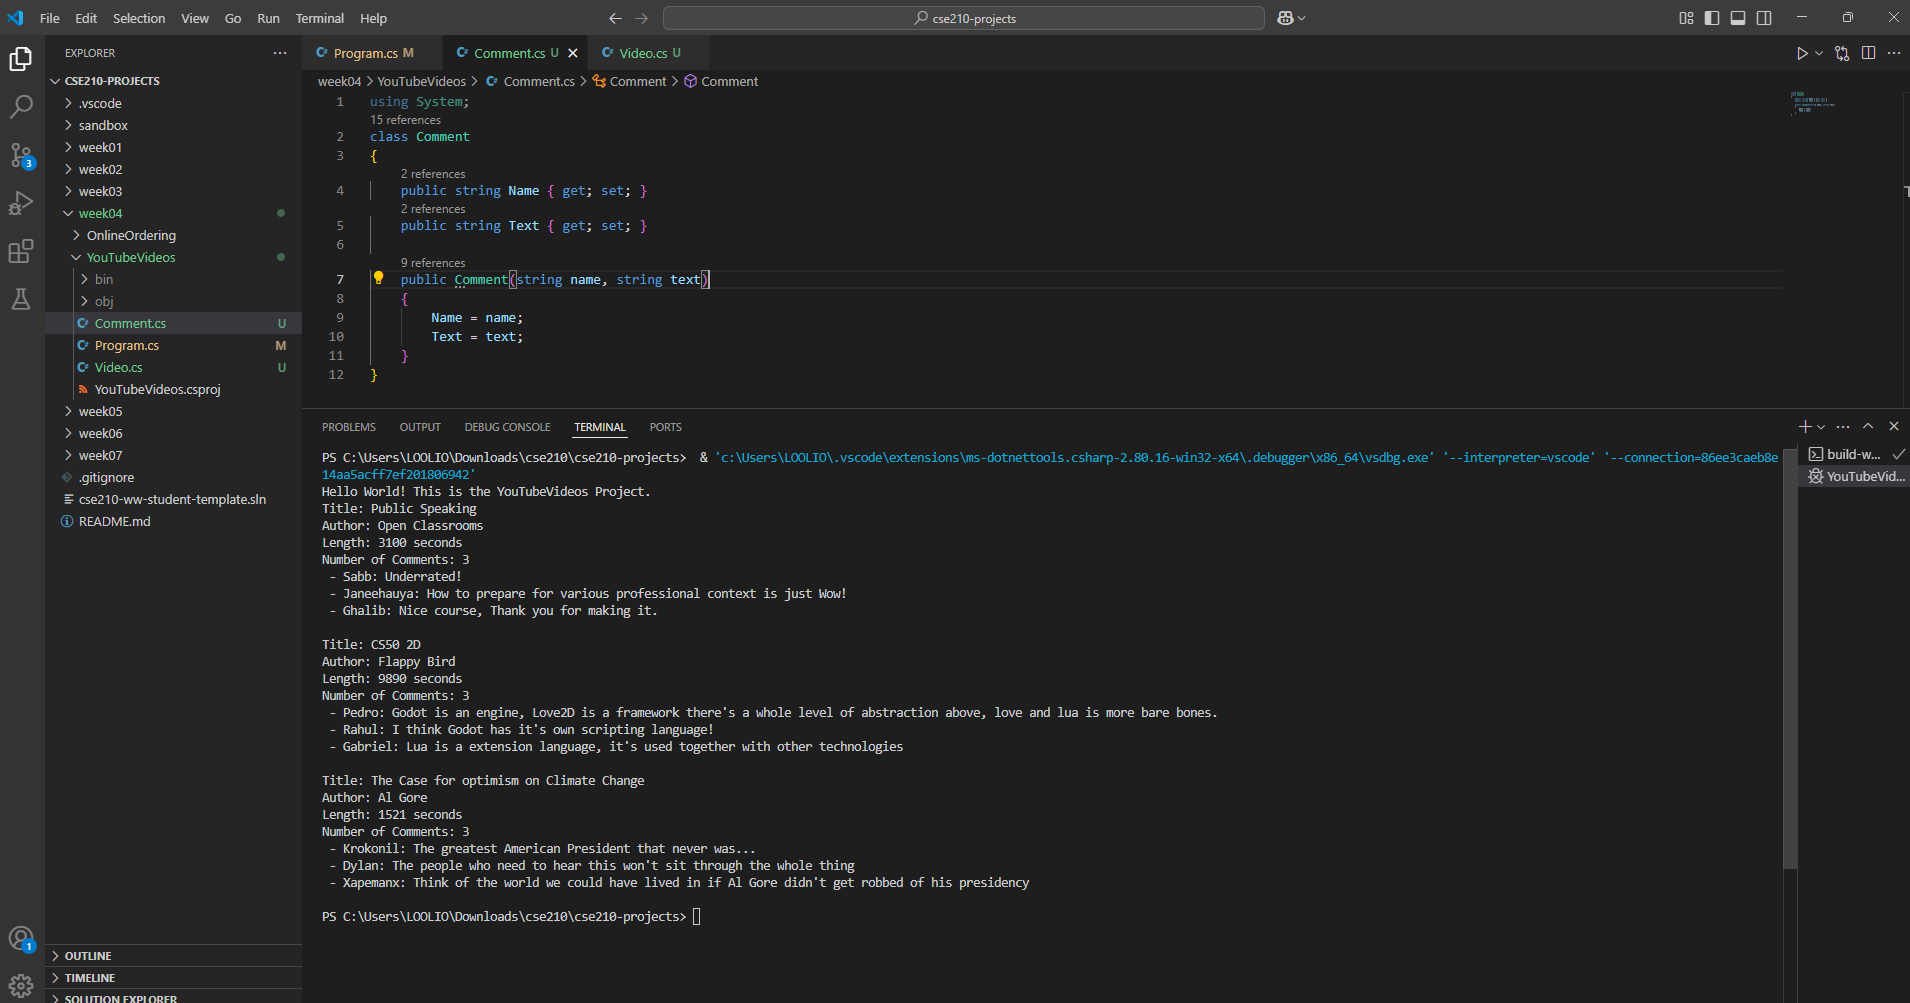 File Edit Selection View Go Run Terminal Help
cse210-projects
EXPLORER
CSE210-PROJECTS
.vscode
sandbox
week01
week02
week03
week04
OnlineOrdering
YouTubeVideos
bin
obj
Comment.cs U
Program.cs M
Video.cs U
YouTubeVideos.csproj
week05
week06
week07
.gitignore
cse210-ww-student-template.sln
README.md
OUTLINE
TIMELINE
SOLUTION EXPLORER
3
1
Program.cs M Comment.cs U Video.cs U
week04 > YouTubeVideos > Comment.cs > Comment > Comment
1 using System;
15 references
2 class Comment
3 {
2 references
4 public string Name { get; set; }
2 references
5 public string Text { get; set; }
6
9 references
7 public Comment(string name, string text)
8 {
9 Name = name;
10 Text = text;
11 }
12 }
PROBLEMS OUTPUT DEBUG CONSOLE TERMINAL PORTS
build-w...
YouTubeVid...
PS C:\Users\LOOLIO\Downloads\cse210\cse210-projects> & 'c:\Users\LOOLIO\.vscode\extensions\ms-dotnettools.csharp-2.80.16-win32-x64\.debugger\x86_64\vsdbg.exe' '--interpreter=vscode' '--connection=86ee3caeb8e
14aa5acff7ef201806942'
Hello World! This is the YouTubeVideos Project.
Title: Public Speaking
Author: Open Classrooms
Length: 3100 seconds
Number of Comments: 3
- Sabb: Underrated!
- Janeehauya: How to prepare for various professional context is just Wow!
- Ghalib: Nice course, Thank you for making it.
Title: CS50 2D
Author: Flappy Bird
Length: 9890 seconds
Number of Comments: 3
- Pedro: Godot is an engine, Love2D is a framework there's a whole level of abstraction above, love and lua is more bare bones.
- Rahul: I think Godot has it's own scripting language!
- Gabriel: Lua is a extension language, it's used together with other technologies
Title: The Case for optimism on Climate Change
Author: Al Gore
Length: 1521 seconds
Number of Comments: 3
- Krokonil: The greatest American President that never was...
- Dylan: The people who need to hear this won't sit through the whole thing
- Xapemanx: Think of the world we could have lived in if Al Gore didn't get robbed of his presidency
PS C:\Users\LOOLIO\Downloads\cse210\cse210-projects>